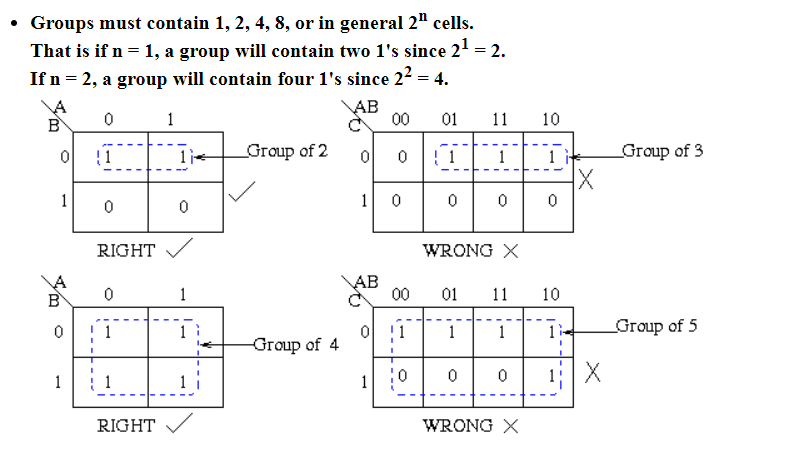 • Groups must contain 1, 2, 4, 8, or in general 2ⁿ cells.
That is if n = 1, a group will contain two 1's since 2¹ = 2.
If n = 2, a group will contain four 1's since 2² = 4.
A
B
0 1
0 1 1
1 0 0
Group of 2
RIGHT
AB
C
00 01 11 10
0 0 1 1 1
1 0 0 0 0
Group of 3
WRONG
A
B
0 1
0 1 1
1 1 1
Group of 4
RIGHT
AB
C
00 01 11 10
0 1 1 1 1
1 0 0 0 1
Group of 5
WRONG